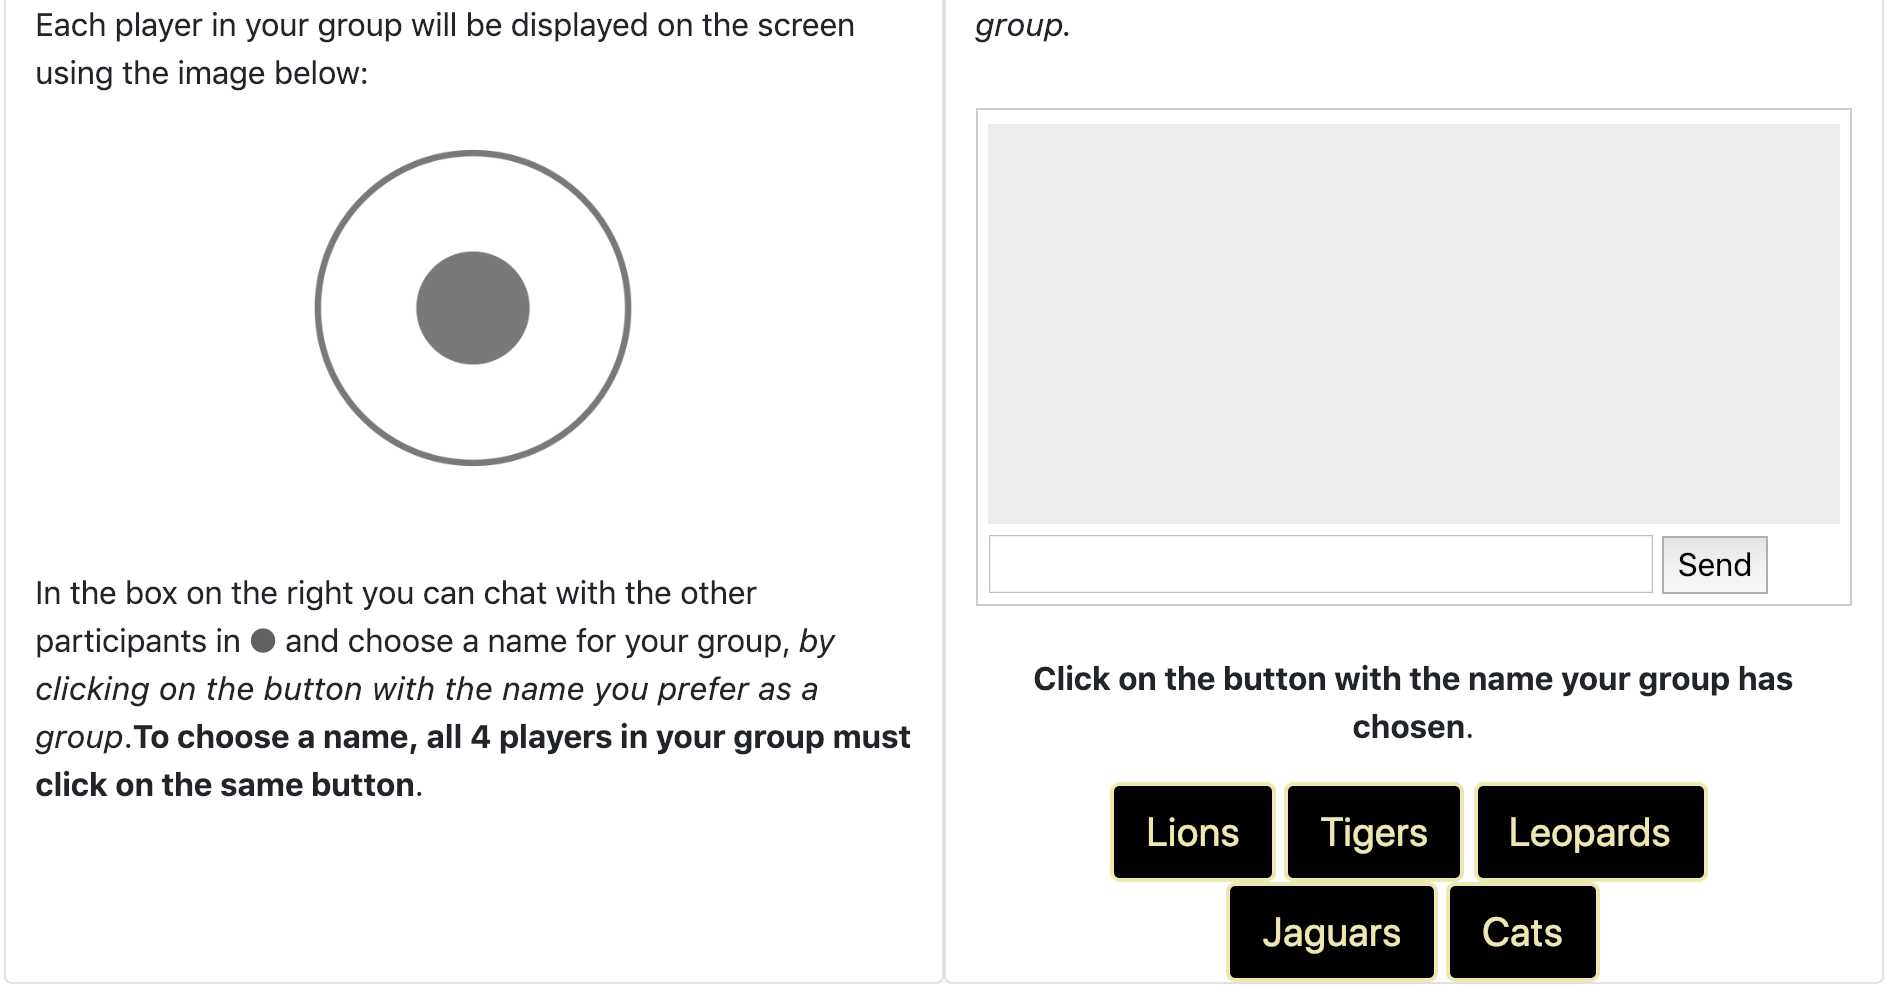 Each player in your group will be displayed on the screen
using the image below:
In the box on the right you can chat with the other
participants in and choose a name for your group, by
clicking on the button with the name you prefer as a
group.To choose a name, all 4 players in your group must
click on the same button.
group.
Send
Click on the button with the name your group has
chosen.
Lions Tigers Leopards
Jaguars Cats